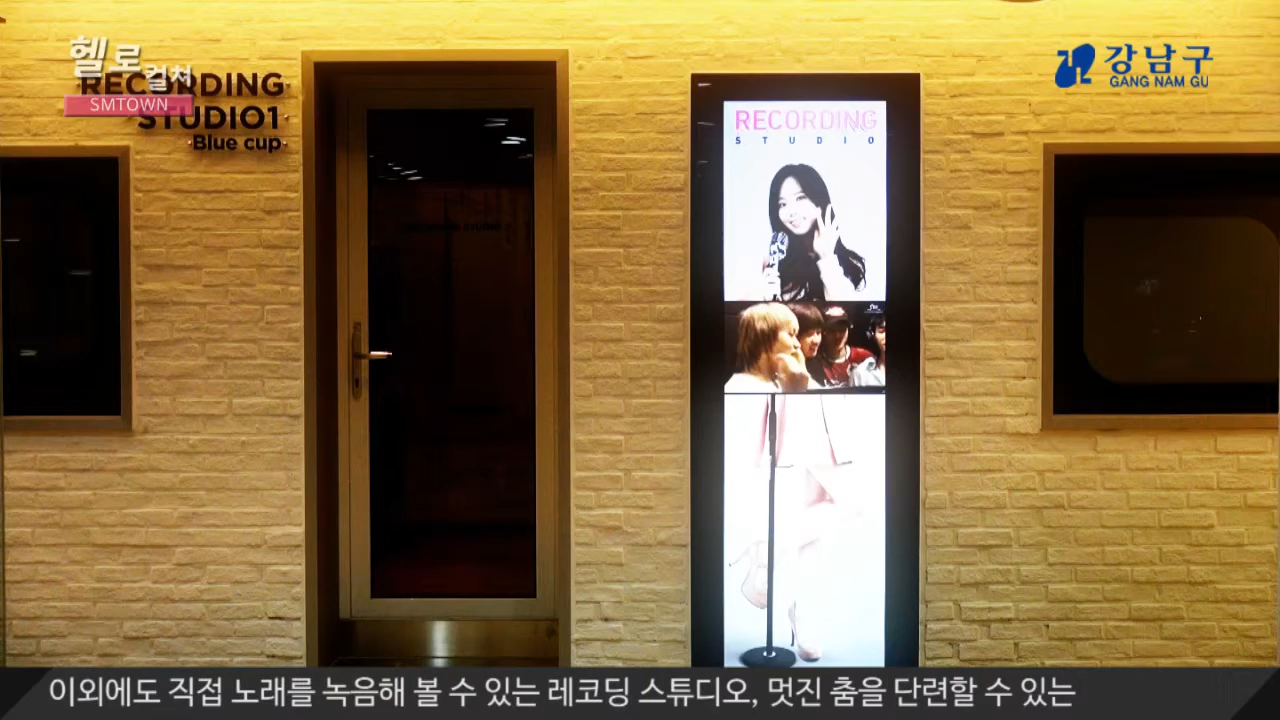 헬로
컬처
SMTOWN
RECORDING
STUDIO1
Blue cup
강남구
GANG NAM GU
RECORDING
STUDIO
이외에도 직접 노래를 녹음해 볼 수 있는 레코딩 스튜디오, 멋진 춤을 단련할 수 있는